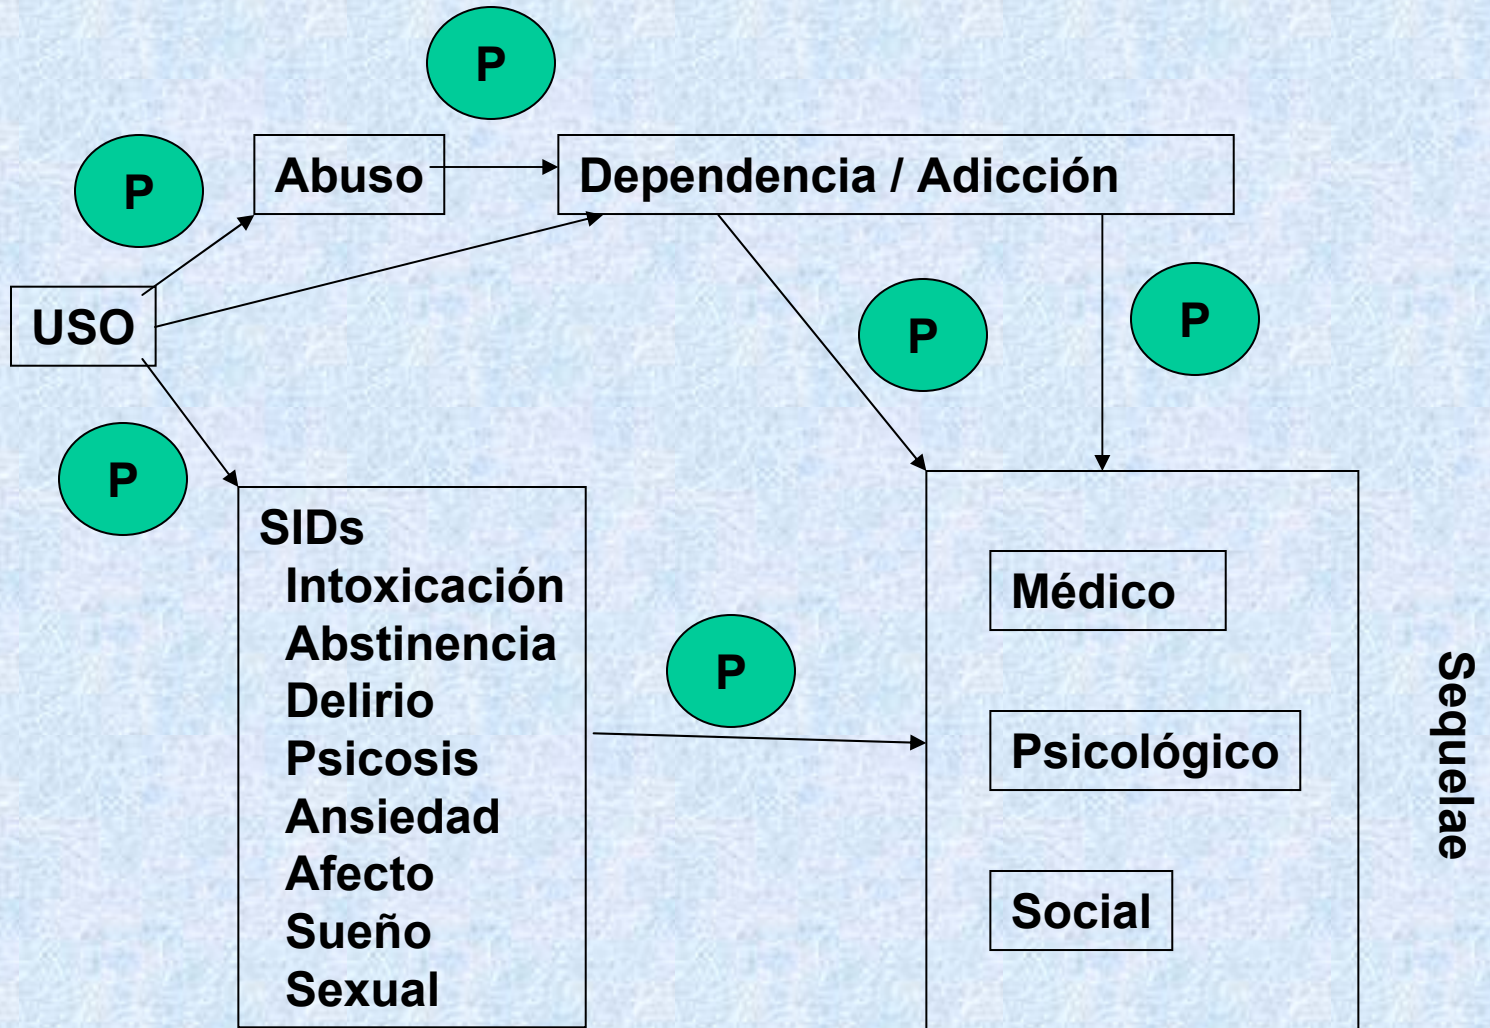 P
P
Abuso
Dependencia / Adicción
USO
P
P
P
SIDs
Intoxicación
Abstinencia
Delirio
Psicosis
Ansiedad
Afecto
Sueño
Sexual
P
Médico
Psicológico
Social
Sequelae